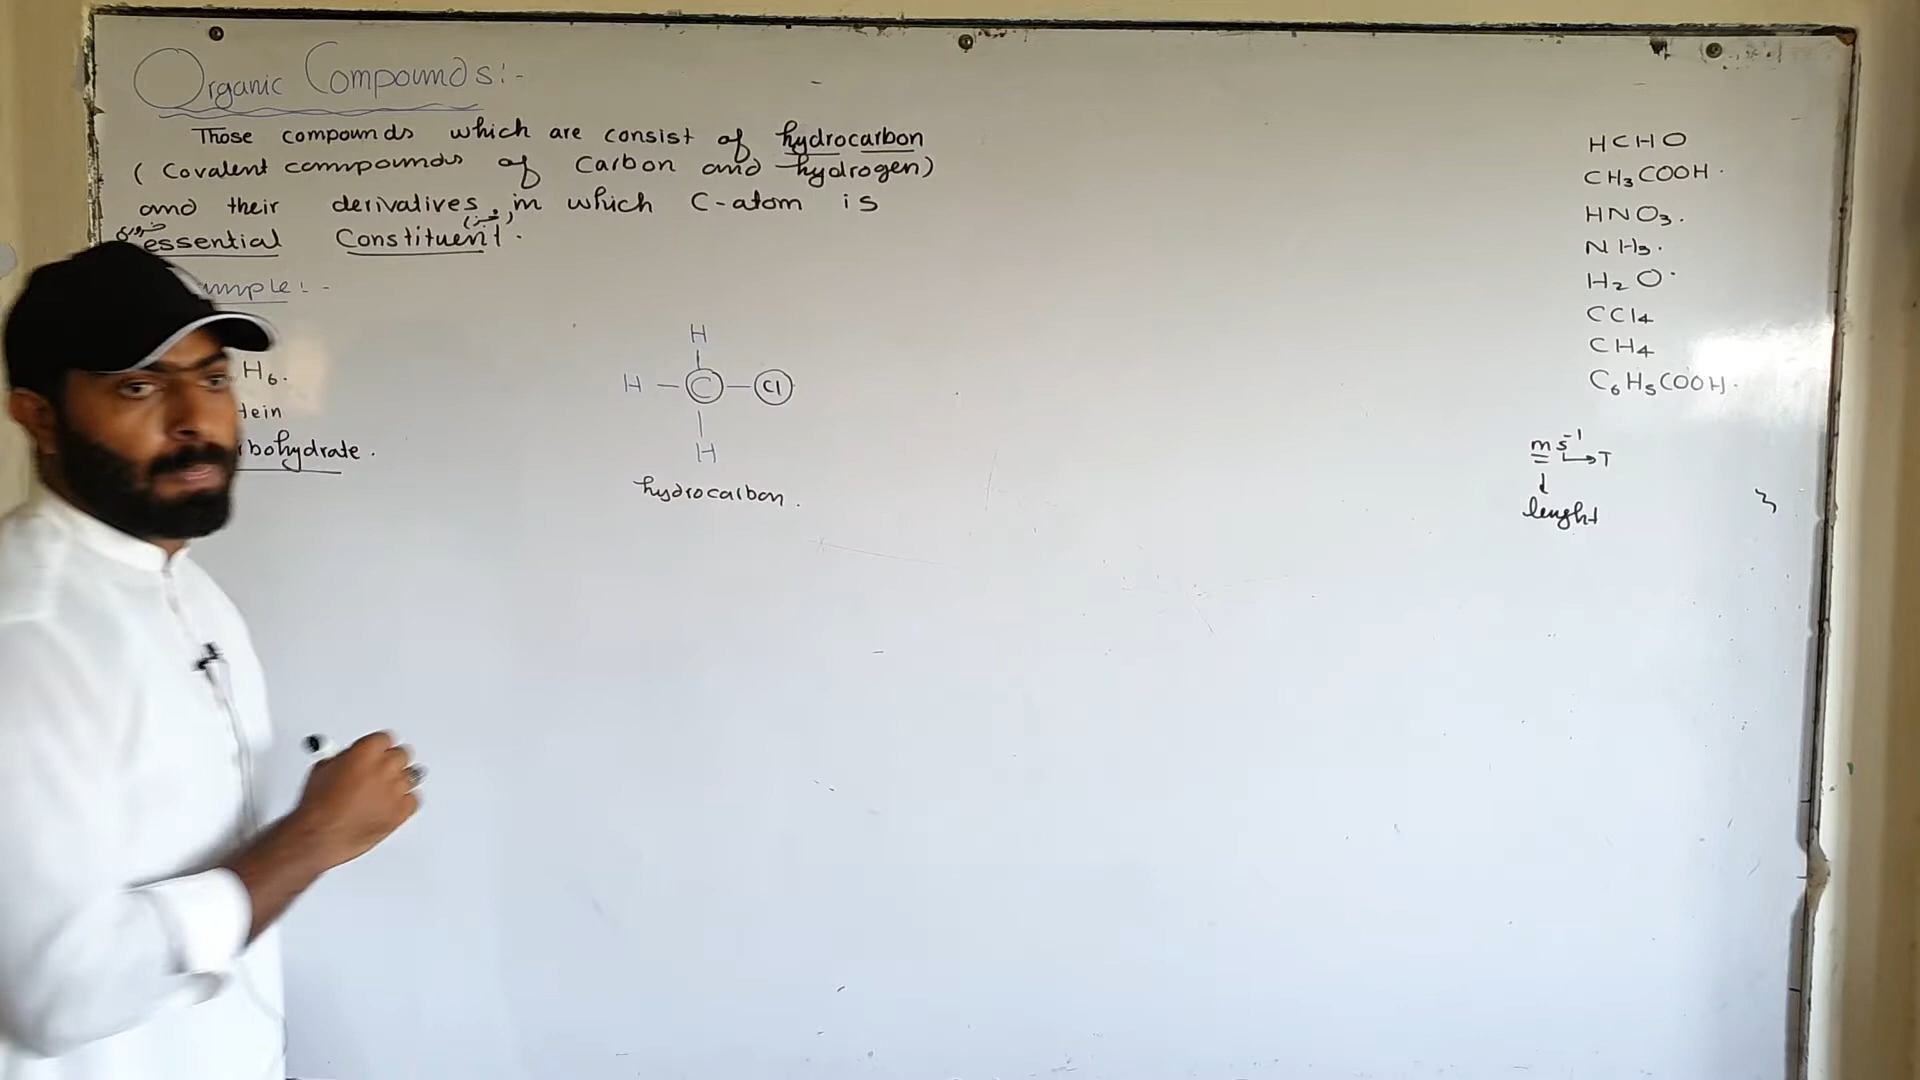 Organic Compounds:-
Those compounds which are consist of hydrocarbon
( Covalent compounds of Carbon and hydrogen)
and their derivatives, in which C-atom is
essential Constituent.
mple:-
H6.
tein
rbohydrate.
H
H - C - Cl
H
hydrocarbon.
HCHO
CH3COOH.
HNO3.
NH3.
H2O.
CCl4
CH4
C6H5COOH.
m s-1
→T
lenght